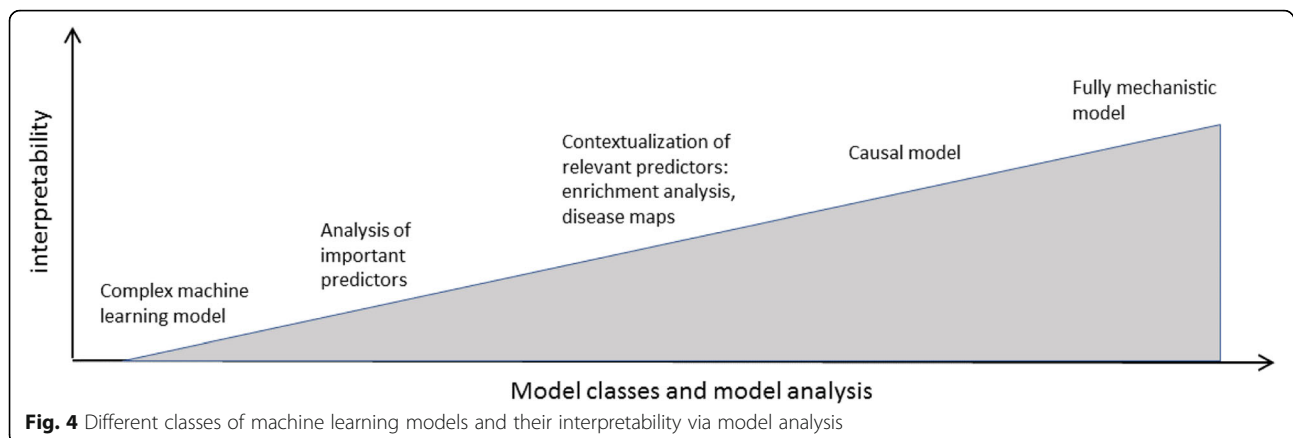 interpretability
Complex machine
learning model
Analysis of
important
predictors
Contextualization of
relevant predictors:
enrichment analysis,
disease maps
Causal model
Fully mechanistic
model
Model classes and model analysis
Fig. 4 Different classes of machine learning models and their interpretability via model analysis